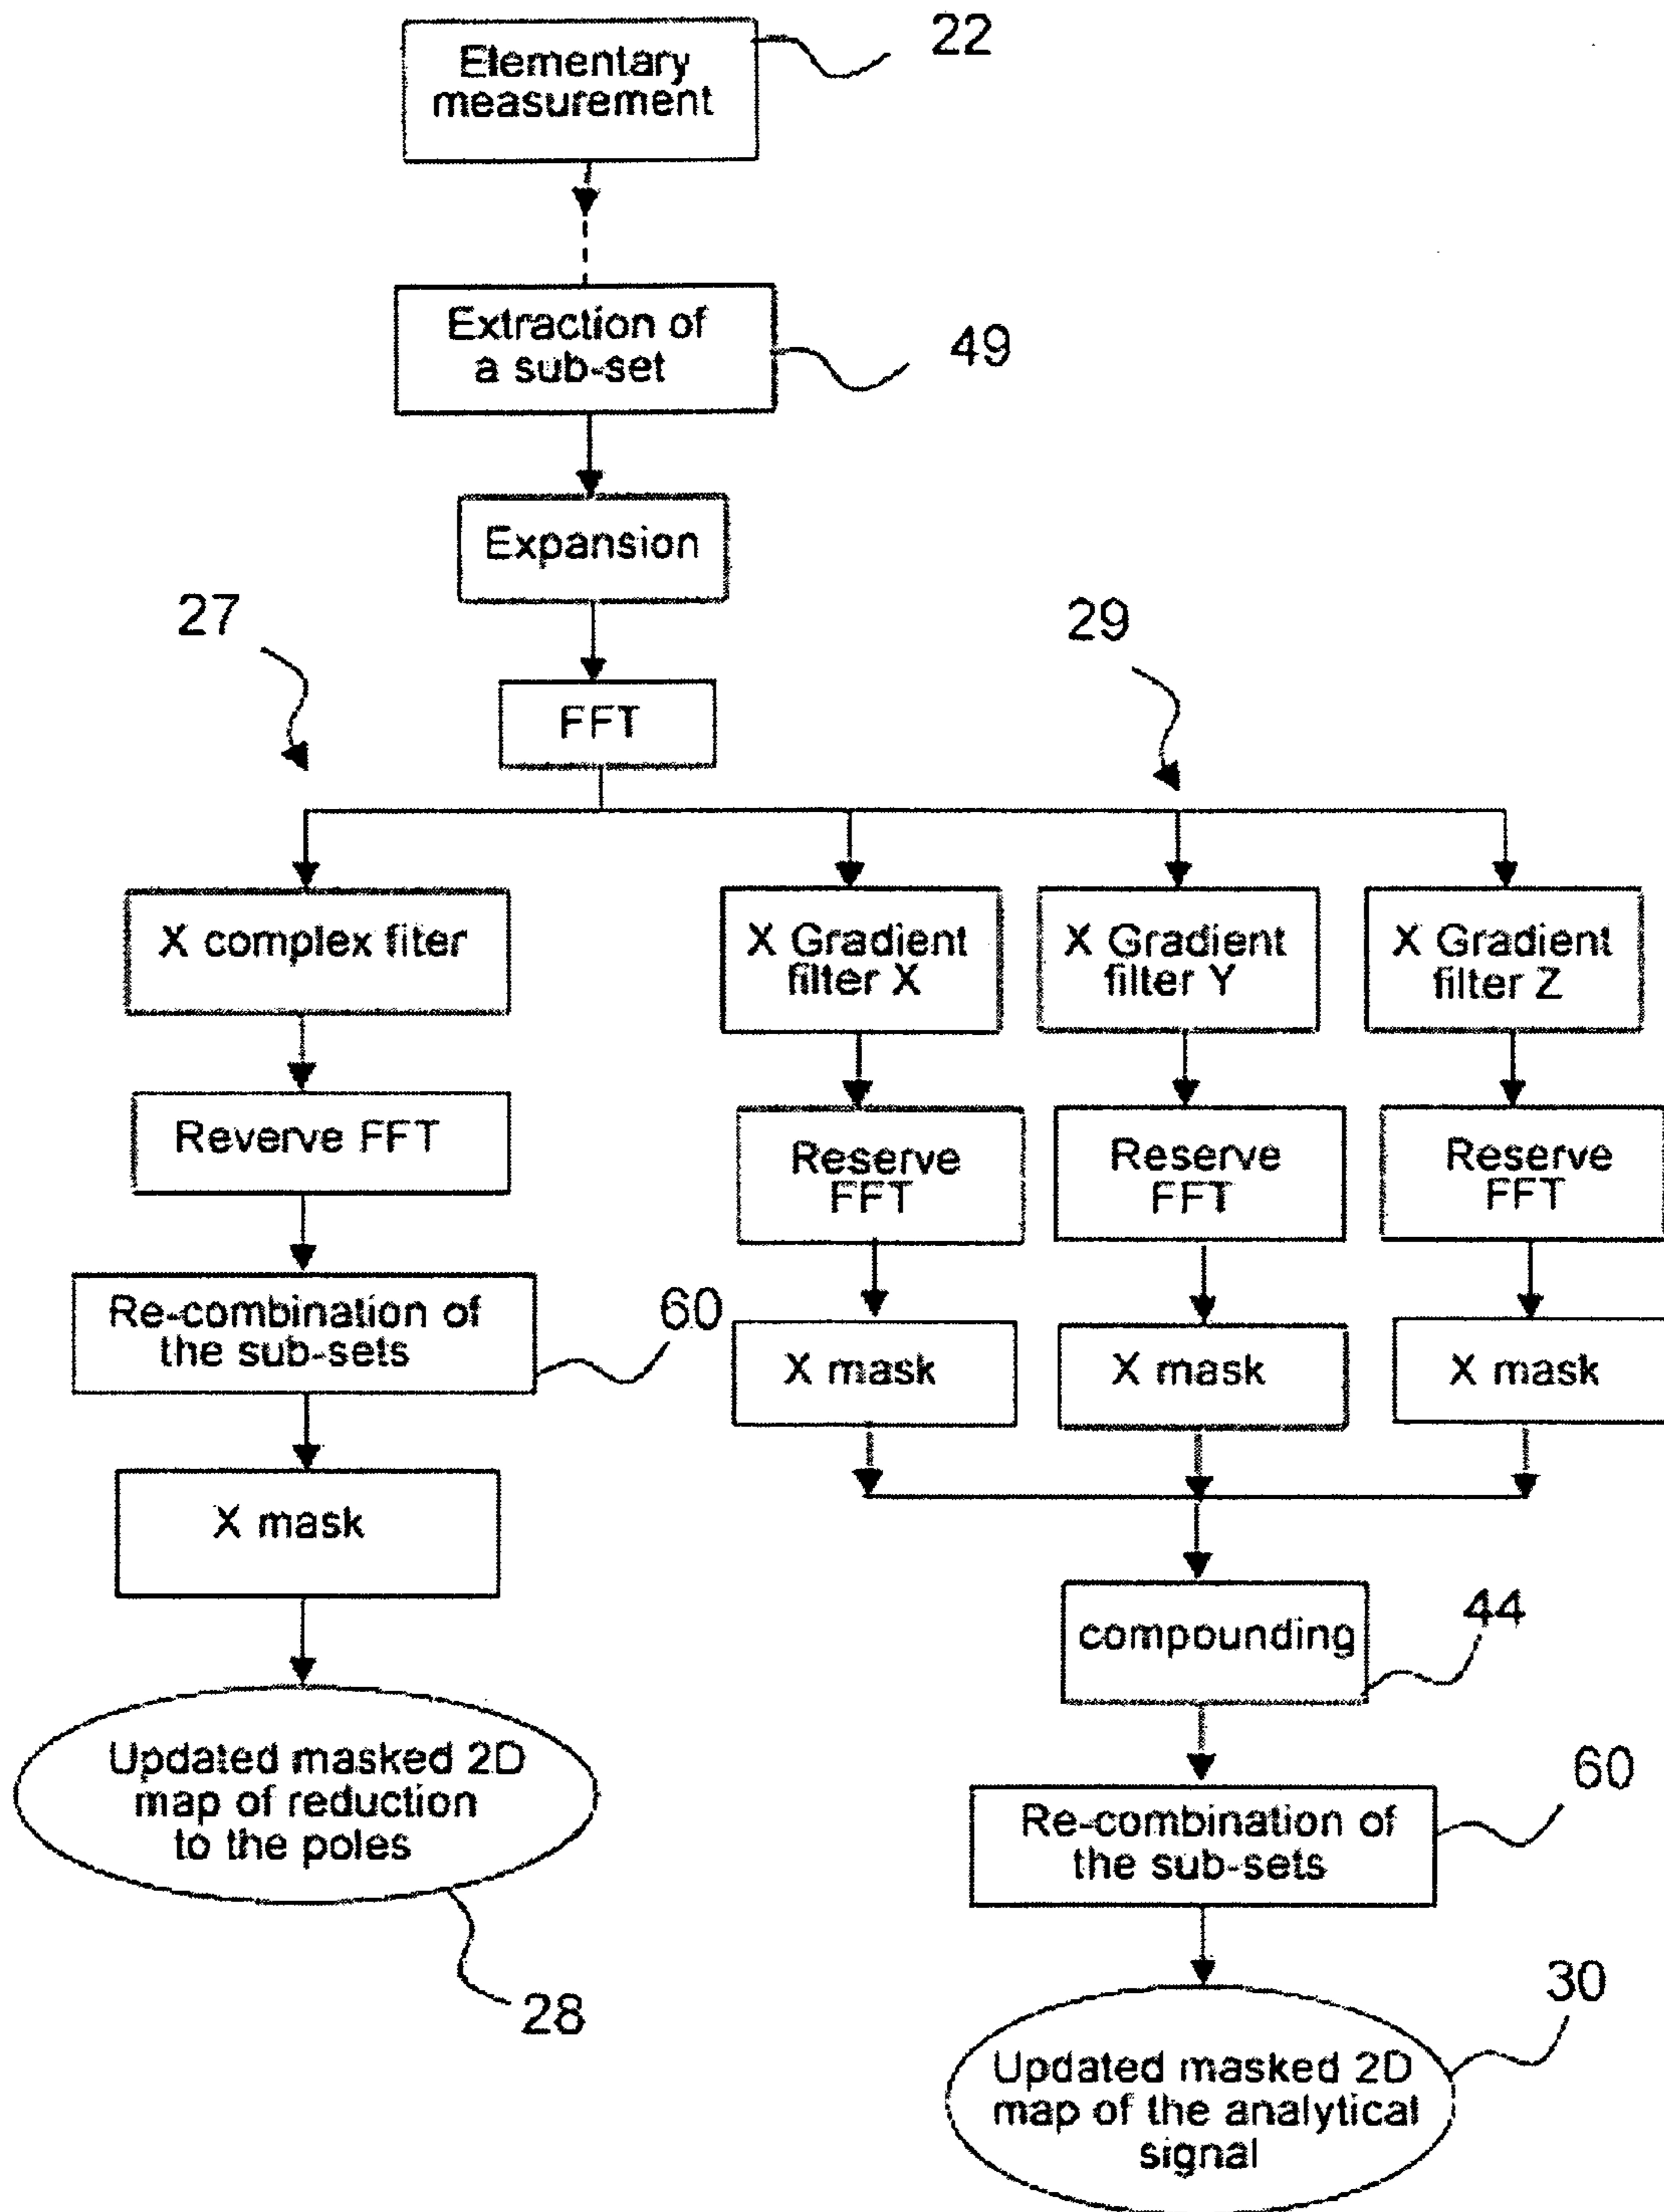 Elementary
measurement
22
Extraction of
a sub-set
49
Expansion
27
29
FFT
X complex fiter
X Gradient
filter X
X Gradient
filter Y
X Gradient
filter Z
Reverve FFT
Reserve
FFT
Reserve
FFT
Reserve
FFT
Re-combination of
the sub-sets
60
X mask
X mask
X mask
X mask
compounding
44
Updated masked 2D
map of reduction
to the poles
28
Re-combination of
the sub-sets
60
Updated masked 2D
map of the analytical
signal
30